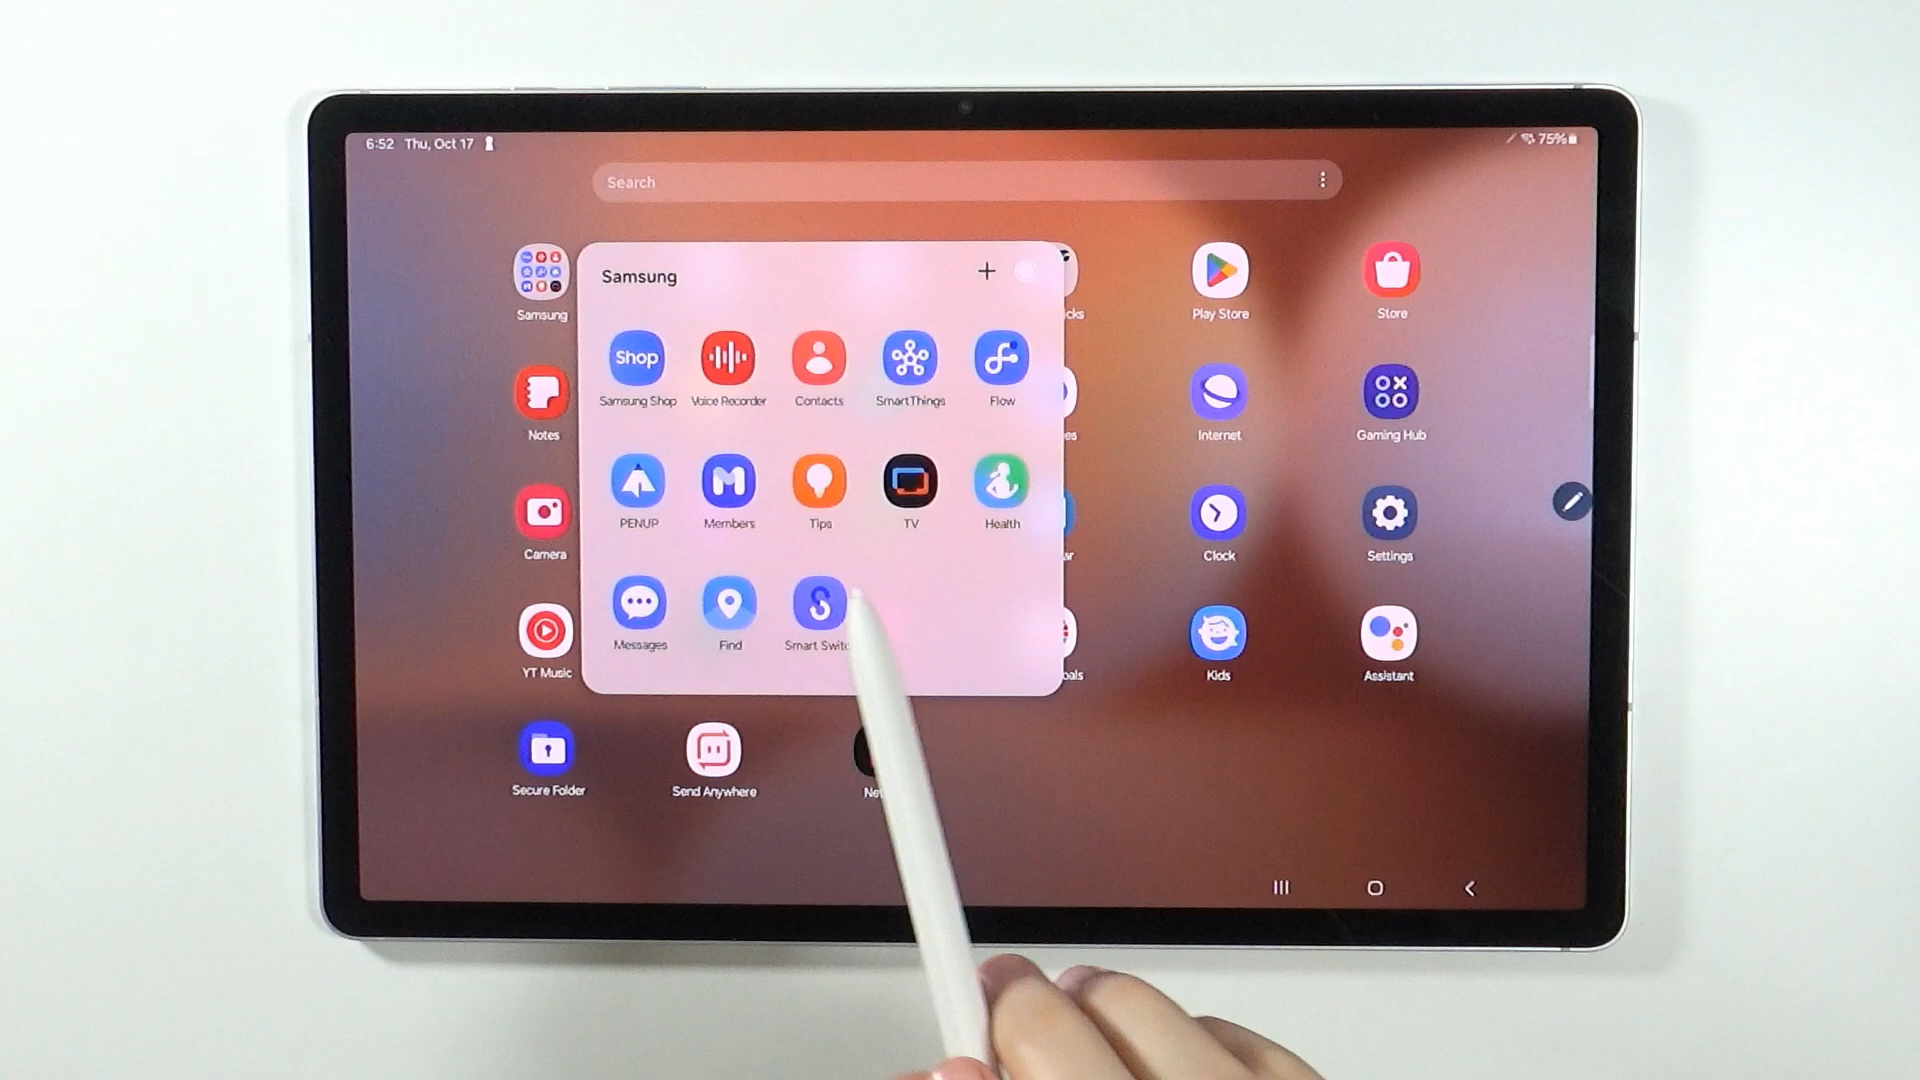 6:52 Thu, Oct 17
75%
Search
Samsung
Shop
Samsung Shop
Voice Recorder
Contacts
SmartThings
Flow
PENUP
Members
Tips
TV
Health
Messages
Find
Samsung
Play Store
Store
Notes
Internet
Gaming Hub
Camera
Clock
Settings
YT Music
Kids
Assistant
Secure Folder
Send Anywhere